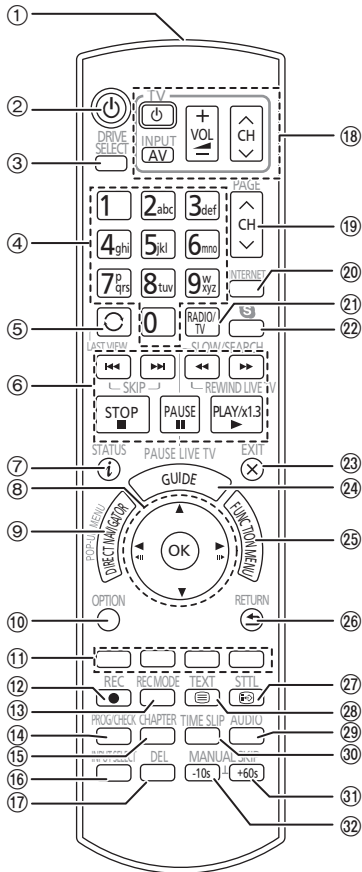 ①
②
TV
DRIVE
SELECT
INPUT
AV
+
VOL
−
CH
⑱
③
PAGE
1 2abc 3def
CH
⑲
④
4ghi 5jkl 6mno
INTERNET
⑳
7pqrs 8tuv 9wxyz
㉑
⑤
0
RADIO/
TV
S
㉒
LAST VIEW
SLOW/SEARCH
⑥
SKIP
REWIND LIVE TV
STOP
PAUSE
PLAY/x1.3
STATUS
PAUSE LIVE TV
EXIT
⑦
i
㉓
⑧
GUIDE
㉔
⑨
POP-UP MENU
DIRECT NAVIGATOR
OK
FUNCTION MENU
㉕
OPTION
RETURN
⑩
㉖
⑪
REC
REC MODE
TEXT
STTL
⑫
㉗
⑬
㉘
PROG/CHECK
CHAPTER
TIME SLIP
AUDIO
⑭
㉙
⑮
㉚
INPUT SELECT
DEL
MANUAL SKIP
⑯
-10s
+60s
㉛
⑰
㉜